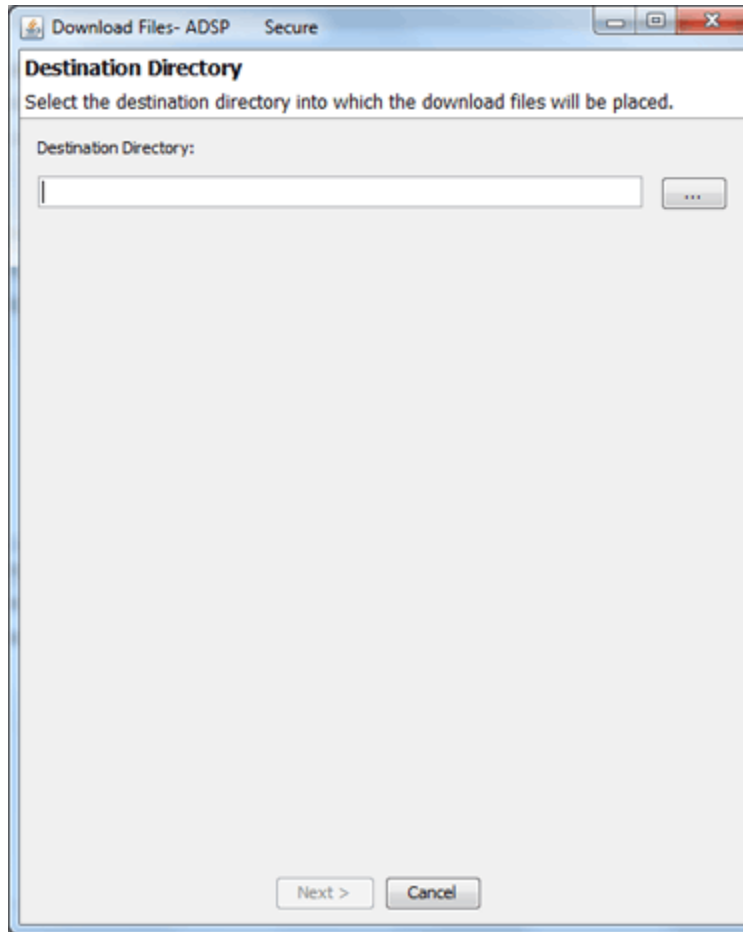 Download Files- ADSP Secure
Destination Directory
Select the destination directory into which the download files will be placed.
Destination Directory:
...
Next >
Cancel